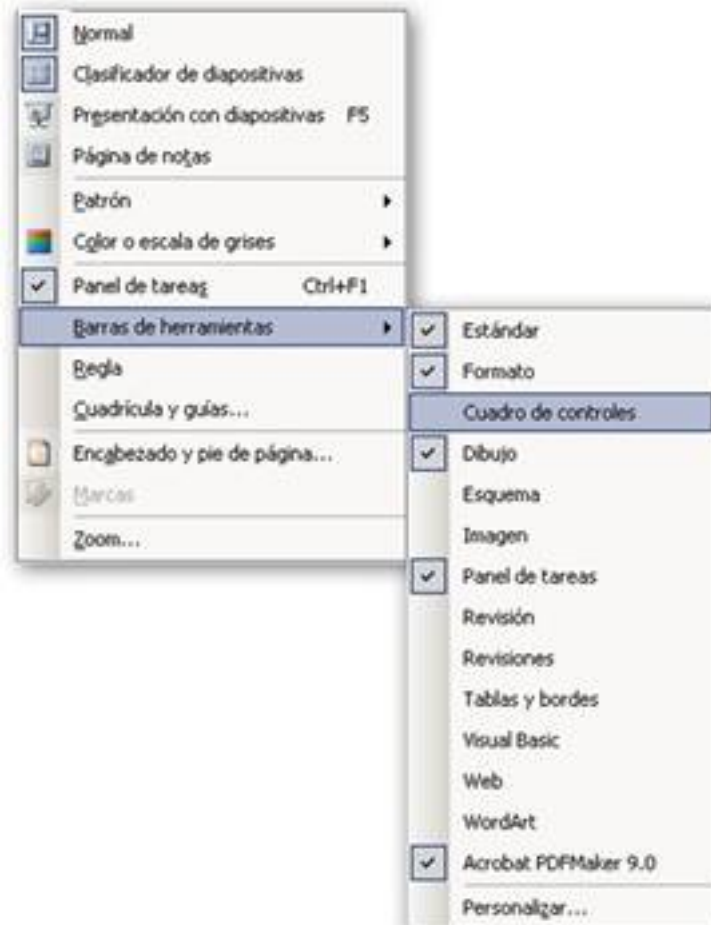 Normal
Clasificador de diapositivas
Presentación con diapositivas F5
Página de notas
Patrón
Color o escala de grises
Panel de tareas Ctrl+F1
Barras de herramientas
Regla
Cuadrícula y guías...
Encabezado y pie de página...
Marcas
Zoom...
Estándar
Formato
Cuadro de controles
Dibujo
Esquema
Imagen
Panel de tareas
Revisión
Revisiones
Tablas y bordes
Visual Basic
Web
WordArt
Acrobat PDFMaker 9.0
Personalizar...